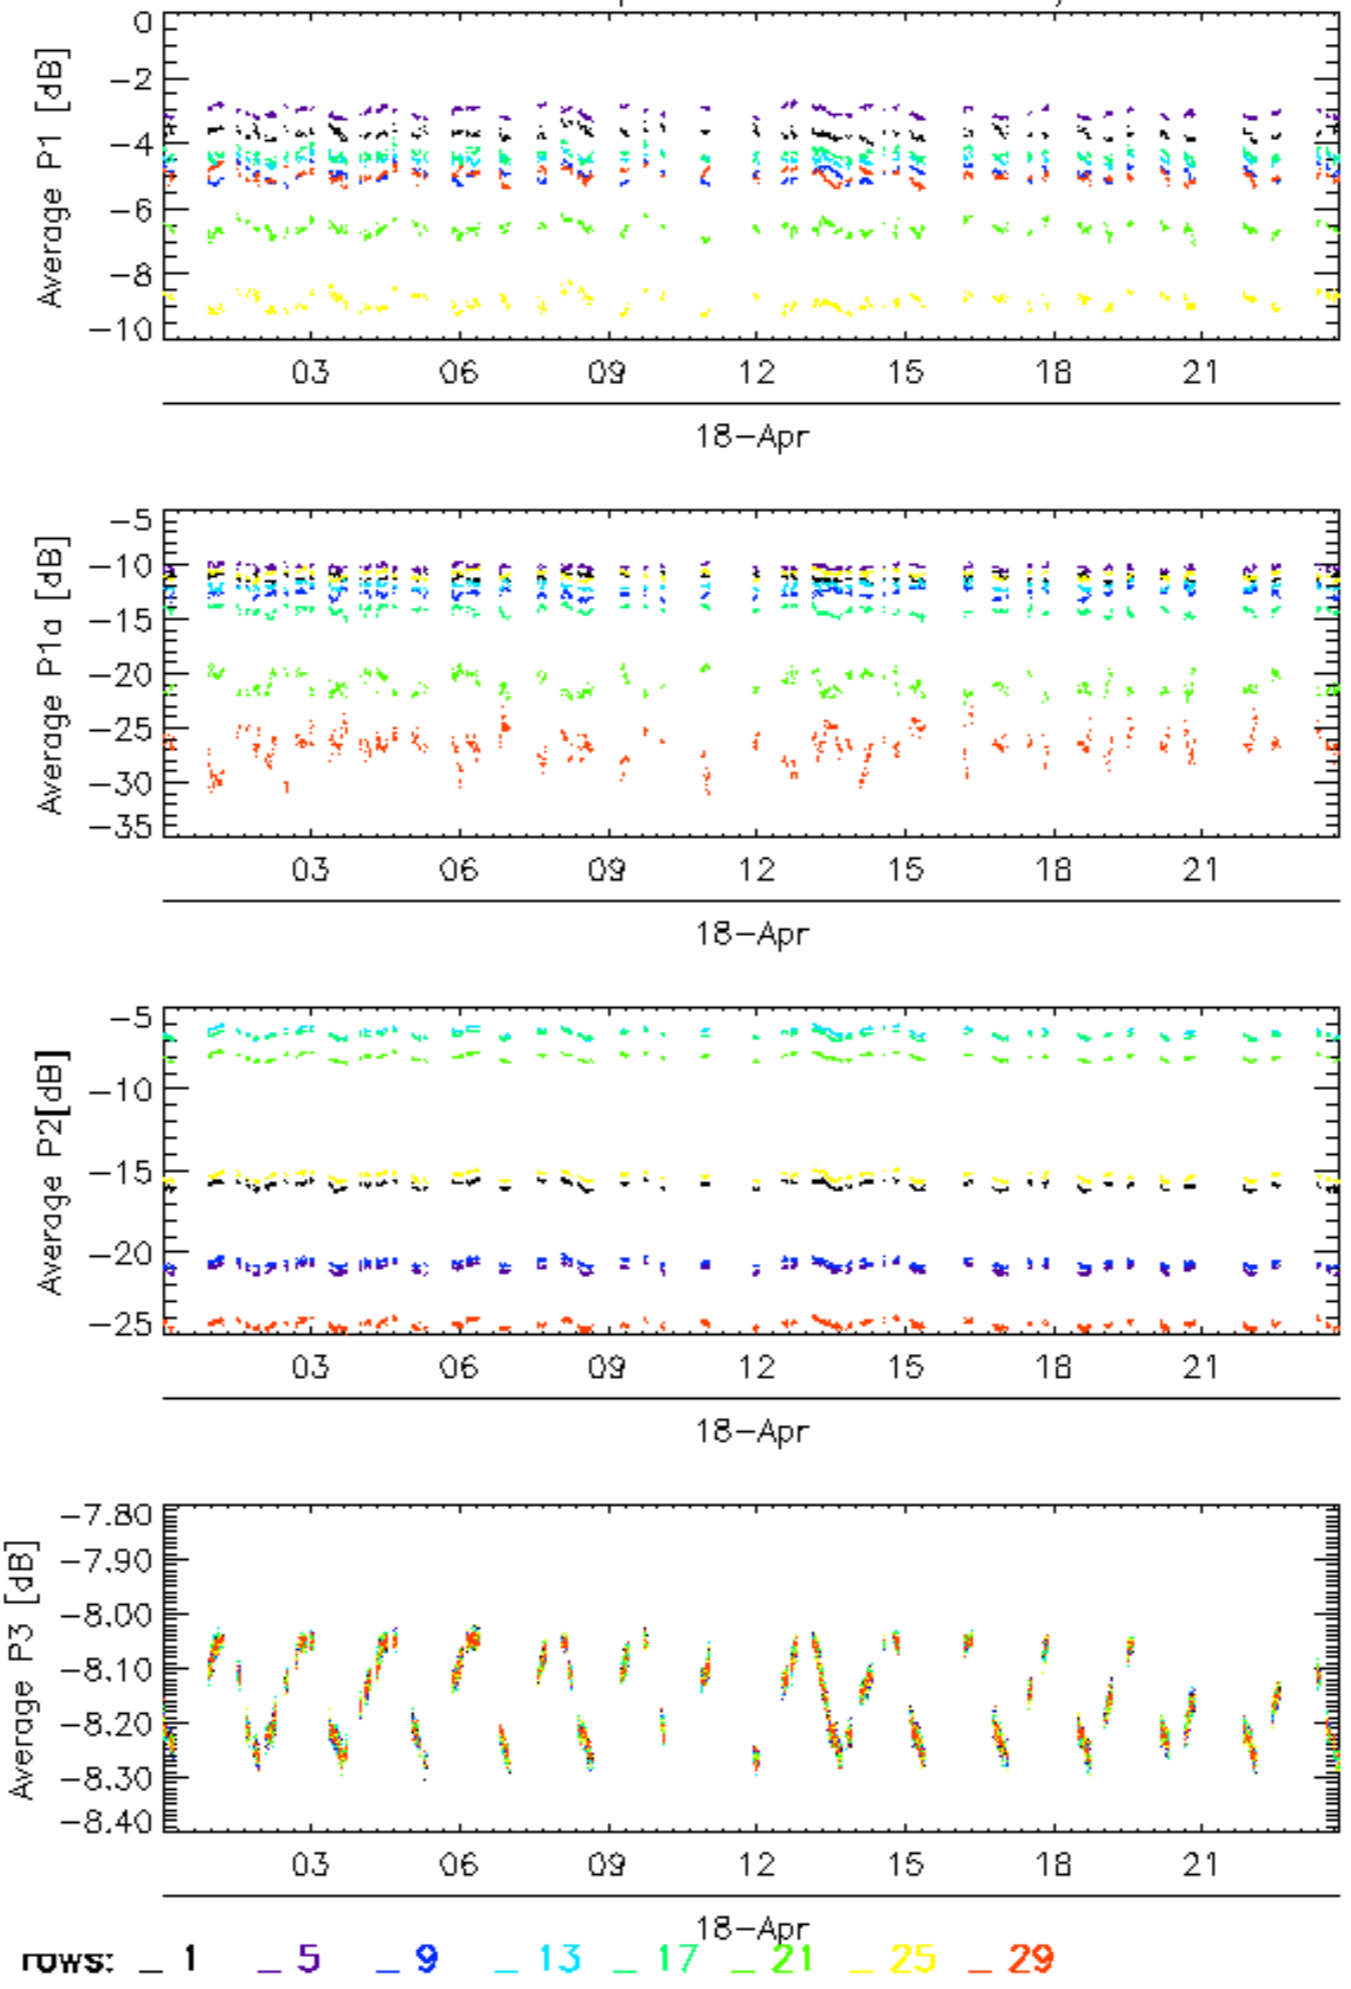 0
Average P1 [dB]
−2
−4
−6
−8
−10
03 06 09 12 15 18 21
18−Apr
−5
Average P1a [dB]
−10
−15
−20
−25
−30
−35
03 06 09 12 15 18 21
18−Apr
−5
Average P2[dB]
−10
−15
−20
−25
03 06 09 12 15 18 21
18−Apr
−7.80
Average P3 [dB]
−7.90
−8.00
−8.10
−8.20
−8.30
−8.40
03 06 09 12 15 18 21
18−Apr
rows: _ 1 _ 5 _ 9 _ 13 _ 17 _ 21 _ 25 _ 29